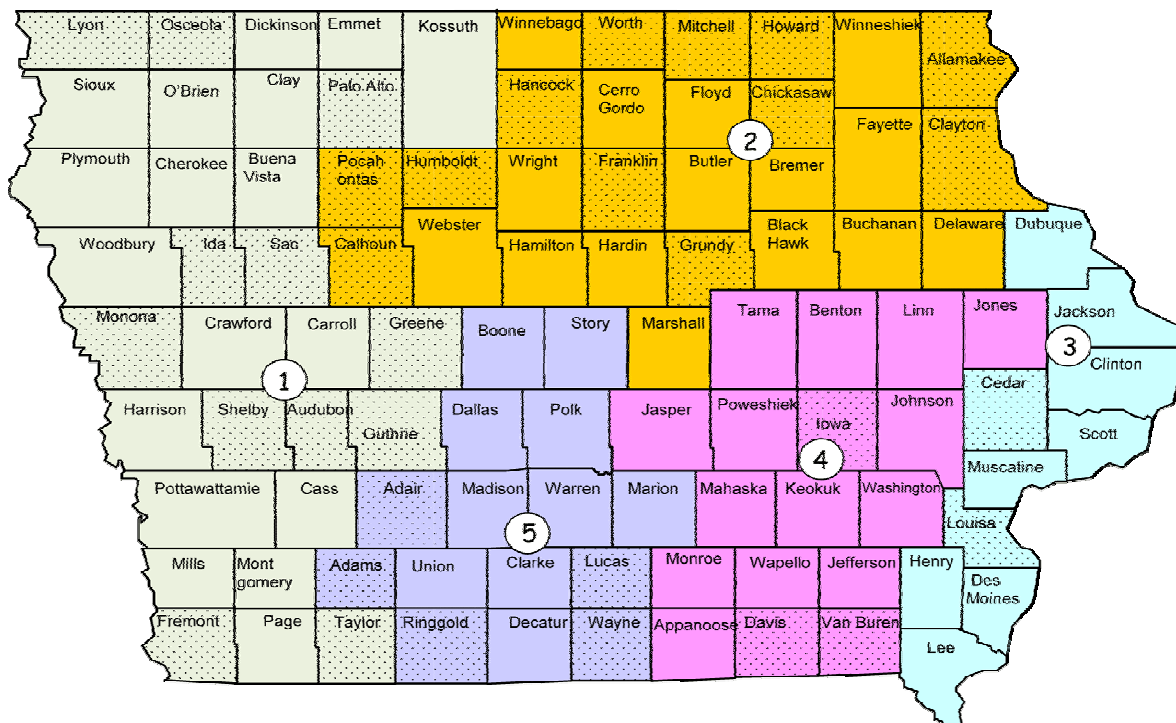 Lyon
Osceola
Dickinson
Emmet
Kossuth
Winnebago
Worth
Mitchell
Howard
Winneshiek
Allamakee
Sioux
O'Brien
Clay
Palo Alto
Hancock
Cerro
Gordo
Floyd
Chickasaw
2
Fayette
Clayton
Plymouth
Cherokee
Buena
Vista
Pocah
ontas
Humboldt
Wright
Franklin
Butler
Bremer
Woodbury
Ida
Sac
Calhoun
Webster
Hamilton
Hardin
Grundy
Black
Hawk
Buchanan
Delaware
Dubuque
Monona
Crawford
Carroll
Greene
Boone
Story
Marshall
Tama
Benton
Linn
Jones
Jackson
3
1
Clinton
Harrison
Shelby
Audubon
Guthrie
Dallas
Polk
Jasper
Poweshiek
Iowa
Johnson
Cedar
Scott
4
Muscaline
Pottawattamie
Cass
Adair
Madison
Warren
Marion
Mahaska
Keokuk
Washington
Louisa
5
Mills
Mont
gomery
Adams
Union
Clarke
Lucas
Monroe
Wapello
Jefferson
Henry
Des
Moines
Fremont
Page
Taylor
Ringgold
Decatur
Wayne
Appanoose
Davis
Van Buren
Lee